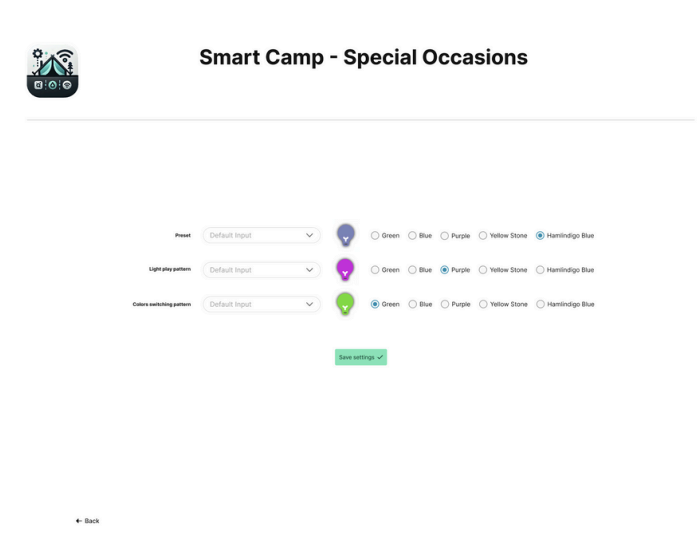 Smart Camp - Special Occasions
Preset Default Input Green Blue Purple Yellow Stone Hamlindigo Blue
Light play pattern Default Input Green Blue Purple Yellow Stone Hamlindigo Blue
Colors switching pattern Default Input Green Blue Purple Yellow Stone Hamlindigo Blue
Save settings
Back